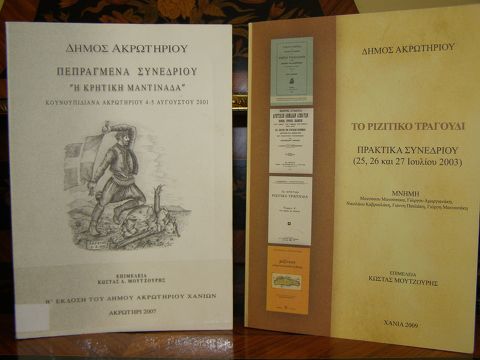 ΔΗΜΟΣ ΑΚΡΩΤΗΡΙΟΥ
ΠΕΠΡΑΓΜΕΝΑ ΣΥΝΕΔΡΙΟΥ
"Η ΚΡΗΤΙΚΗ ΜΑΝΤΙΝΑΔΑ"
ΚΟΥΝΟΥΠΙΔΙΑΝΑ ΑΚΡΩΤΗΡΙΟΥ 4-5 ΑΥΓΟΥΣΤΟΥ 2001
ΕΠΙΜΕΛΕΙΑ
ΚΩΣΤΑΣ Λ. ΜΟΥΤΖΟΥΡΗΣ
Η' ΕΚΔΟΣΗ ΤΟΥ ΔΗΜΟΥ ΑΚΡΩΤΗΡΙΟΥ ΧΑΝΙΩΝ
ΑΚΡΩΤΗΡΙ 2007
ΔΗΜΟΣ ΑΚΡΩΤΗΡΙΟΥ
ΤΟ ΡΙΖΙΤΙΚΟ ΤΡΑΓΟΥΔΙ
ΠΡΑΚΤΙΚΑ ΣΥΝΕΔΡΙΟΥ
(25, 26 και 27 Ιουλίου 2003)
ΜΝΗΜΗ
ΕΠΙΜΕΛΕΙΑ
ΚΩΣΤΑΣ ΜΟΥΤΖΟΥΡΗΣ
ΧΑΝΙΑ 2009